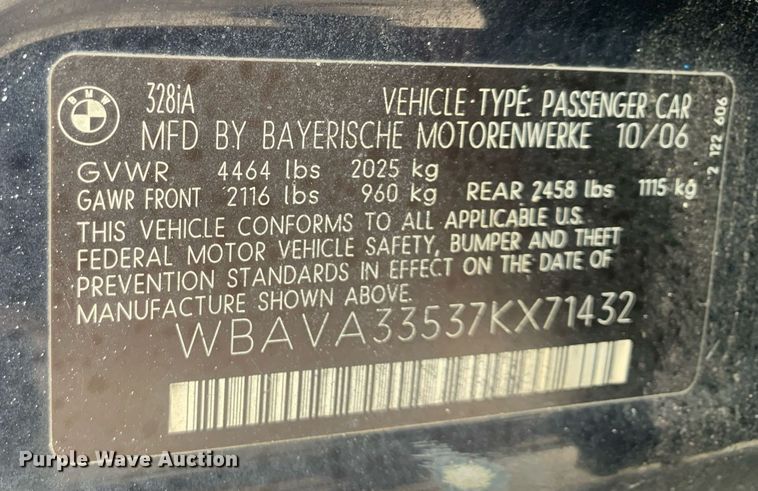 BMW
328iA
VEHICLE-TYPE: PASSENGER CAR
MFD BY BAYERISCHE MOTORENWERKE 10/06
GVWR 4464 lbs 2025 kg
GAWR FRONT 2116 lbs 960 kg REAR 2458 lbs 1115 kg
THIS VEHICLE CONFORMS TO ALL APPLICABLE U.S.
FEDERAL MOTOR VEHICLE SAFETY, BUMPER AND THEFT
PREVENTION STANDARDS IN EFFECT ON THE DATE OF
MANUFACTURE SHOWN ABOVE.
WBAVA33537KX71432
2 122 606
Purple Wave Auction